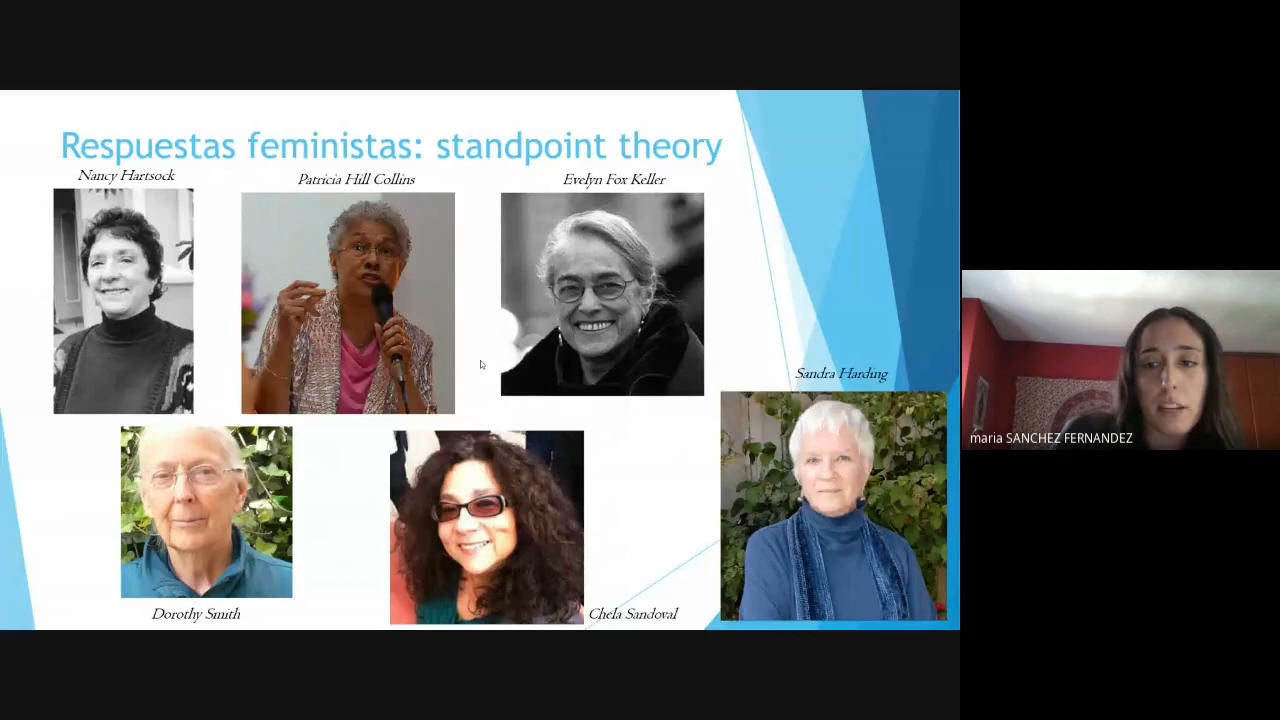 Respuestas feministas: standpoint theory
Nancy Hartsock
Patricia Hill Collins
Evelyn Fox Keller
Sandra Harding
maria SANCHEZ FERNANDEZ
Dorothy Smith
Chela Sandoval